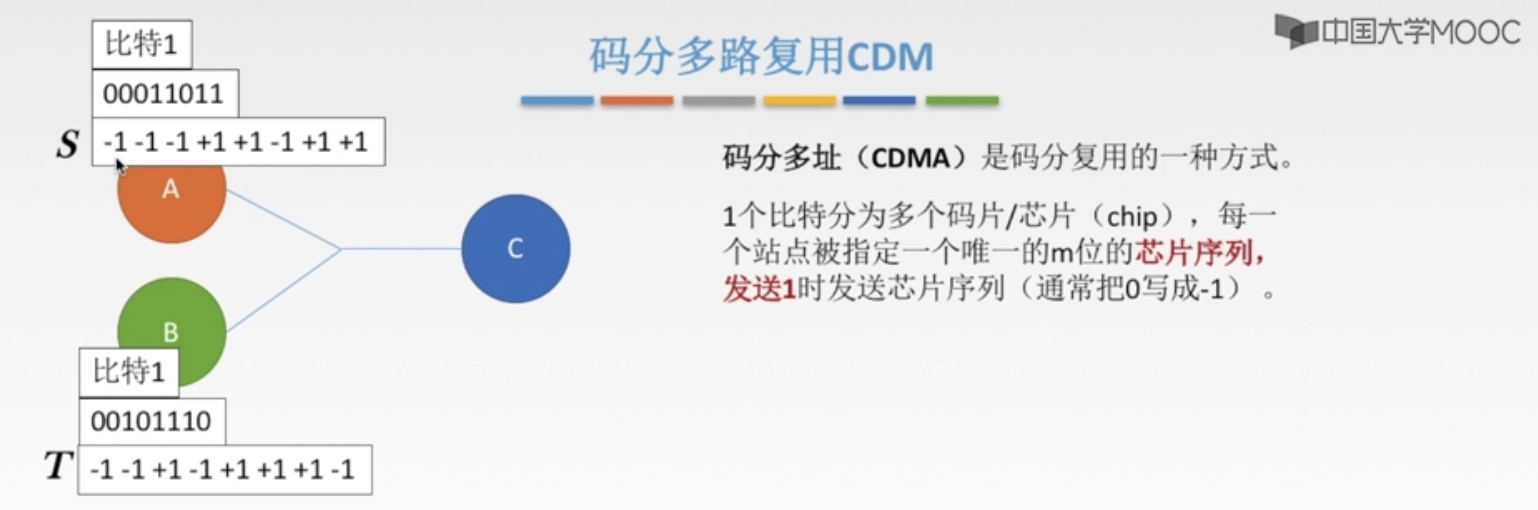 中国大学MOOC
码分多路复用CDM
比特1
00011011
S
-1 -1 -1 +1 +1 -1 +1 +1
A
B
C
比特1
00101110
T
-1 -1 +1 -1 +1 +1 +1 -1
码分多址（CDMA）是码分复用的一种方式。
1个比特分为多个码片/芯片（chip），每一
个站点被指定一个唯一的m位的芯片序列，
发送1时发送芯片序列（通常把0写成-1）。